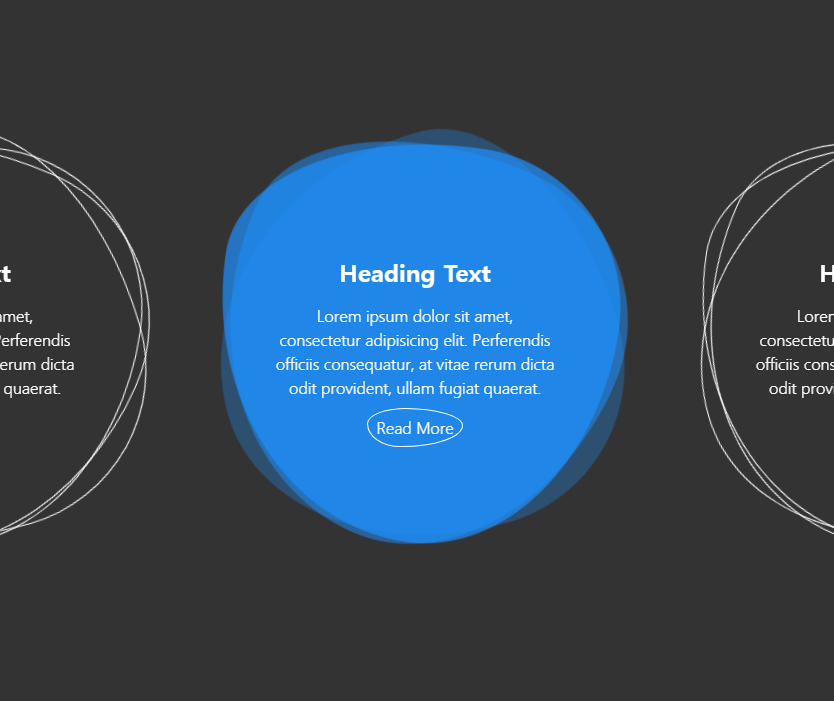 t
Heading Text
H
amet,
Lorem ipsum dolor sit amet,
Lorem
Perferendis
consectetur adipisicing elit. Perferendis
consectetu
erum dicta
officiis consequatur, at vitae rerum dicta
officiis cons
quaerat.
odit provident, ullam fugiat quaerat.
odit provi
Read More